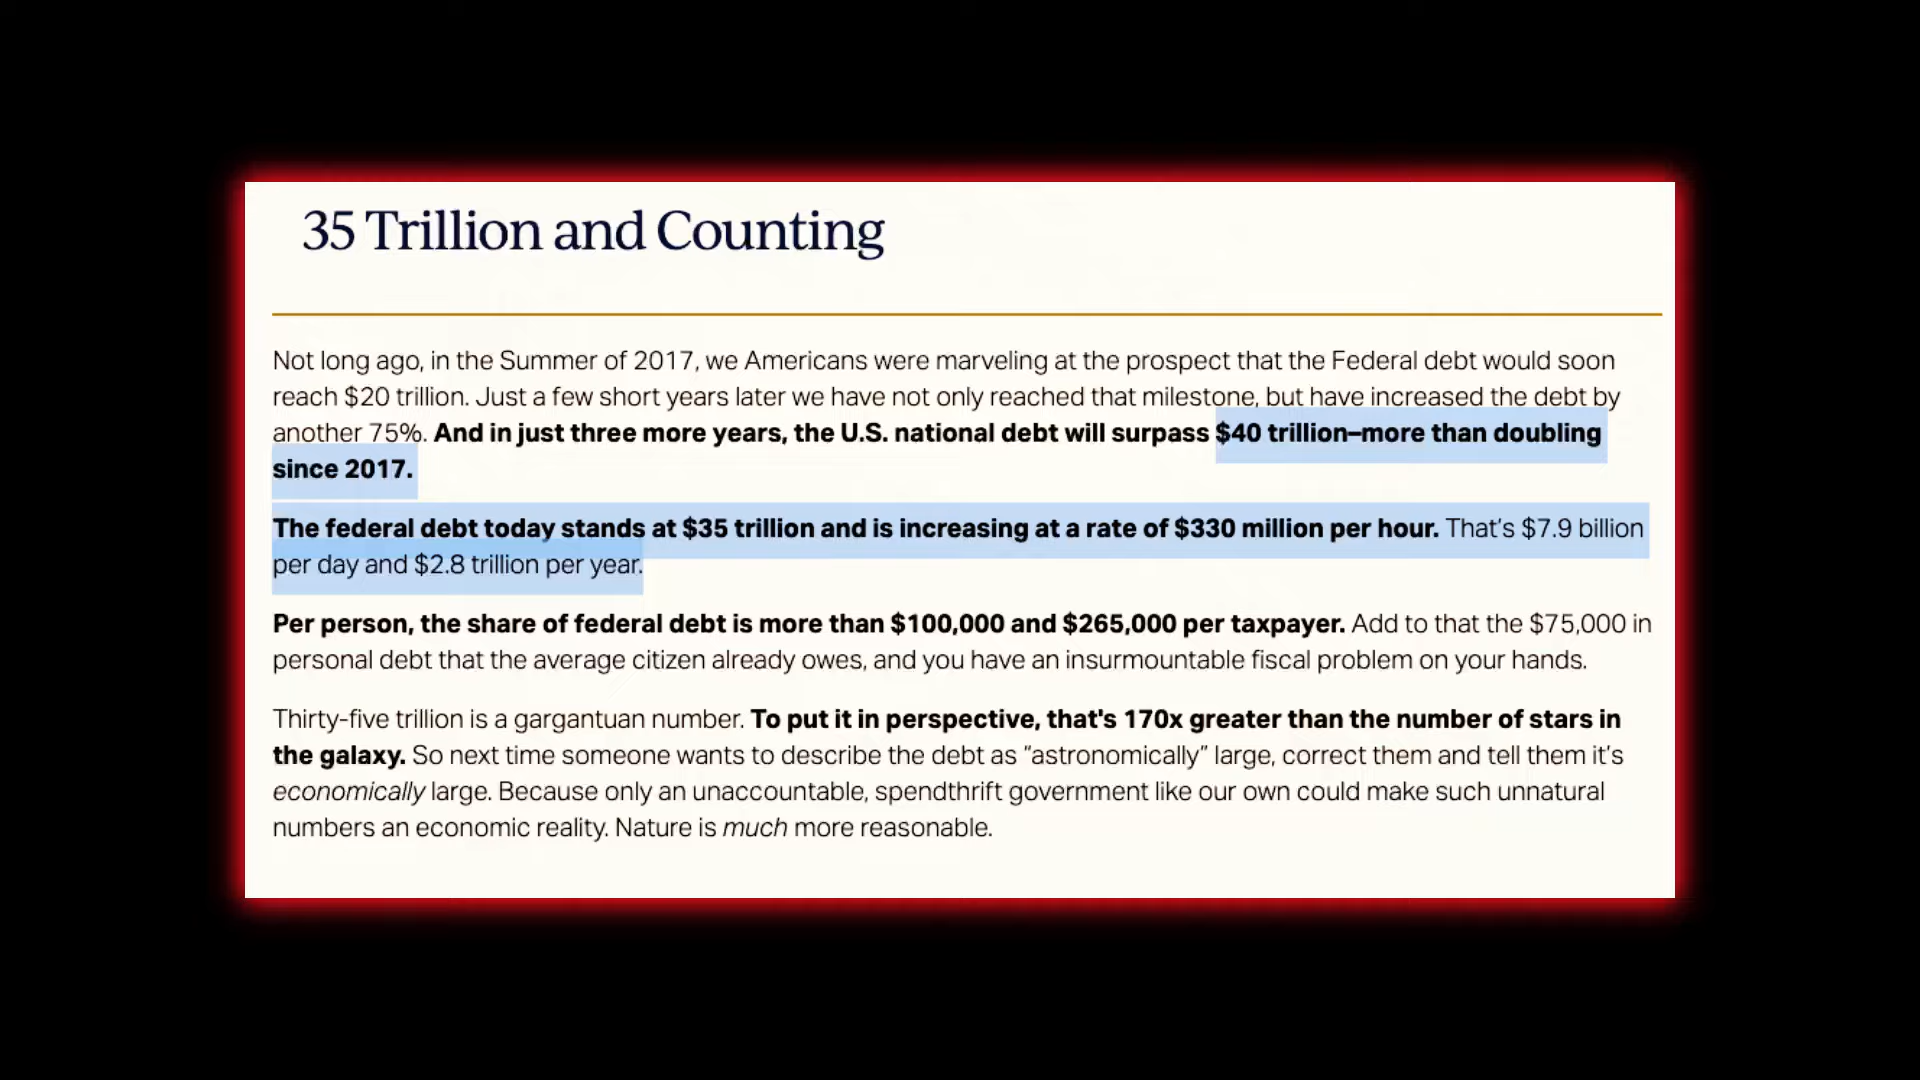 35 Trillion and Counting
Not long ago, in the Summer of 2017, we Americans were marveling at the prospect that the Federal debt would soon
reach $20 trillion. Just a few short years later we have not only reached that milestone, but have increased the debt by
another 75%. And in just three more years, the U.S. national debt will surpass $40 trillion–more than doubling
since 2017.
The federal debt today stands at $35 trillion and is increasing at a rate of $330 million per hour. That's $7.9 billion
per day and $2.8 trillion per year.
Per person, the share of federal debt is more than $100,000 and $265,000 per taxpayer. Add to that the $75,000 in
personal debt that the average citizen already owes, and you have an insurmountable fiscal problem on your hands.
Thirty-five trillion is a gargantuan number. To put it in perspective, that's 170x greater than the number of stars in
the galaxy. So next time someone wants to describe the debt as “astronomically” large, correct them and tell them it’s
economically large. Because only an unaccountable, spendthrift government like our own could make such unnatural
numbers an economic reality. Nature is much more reasonable.